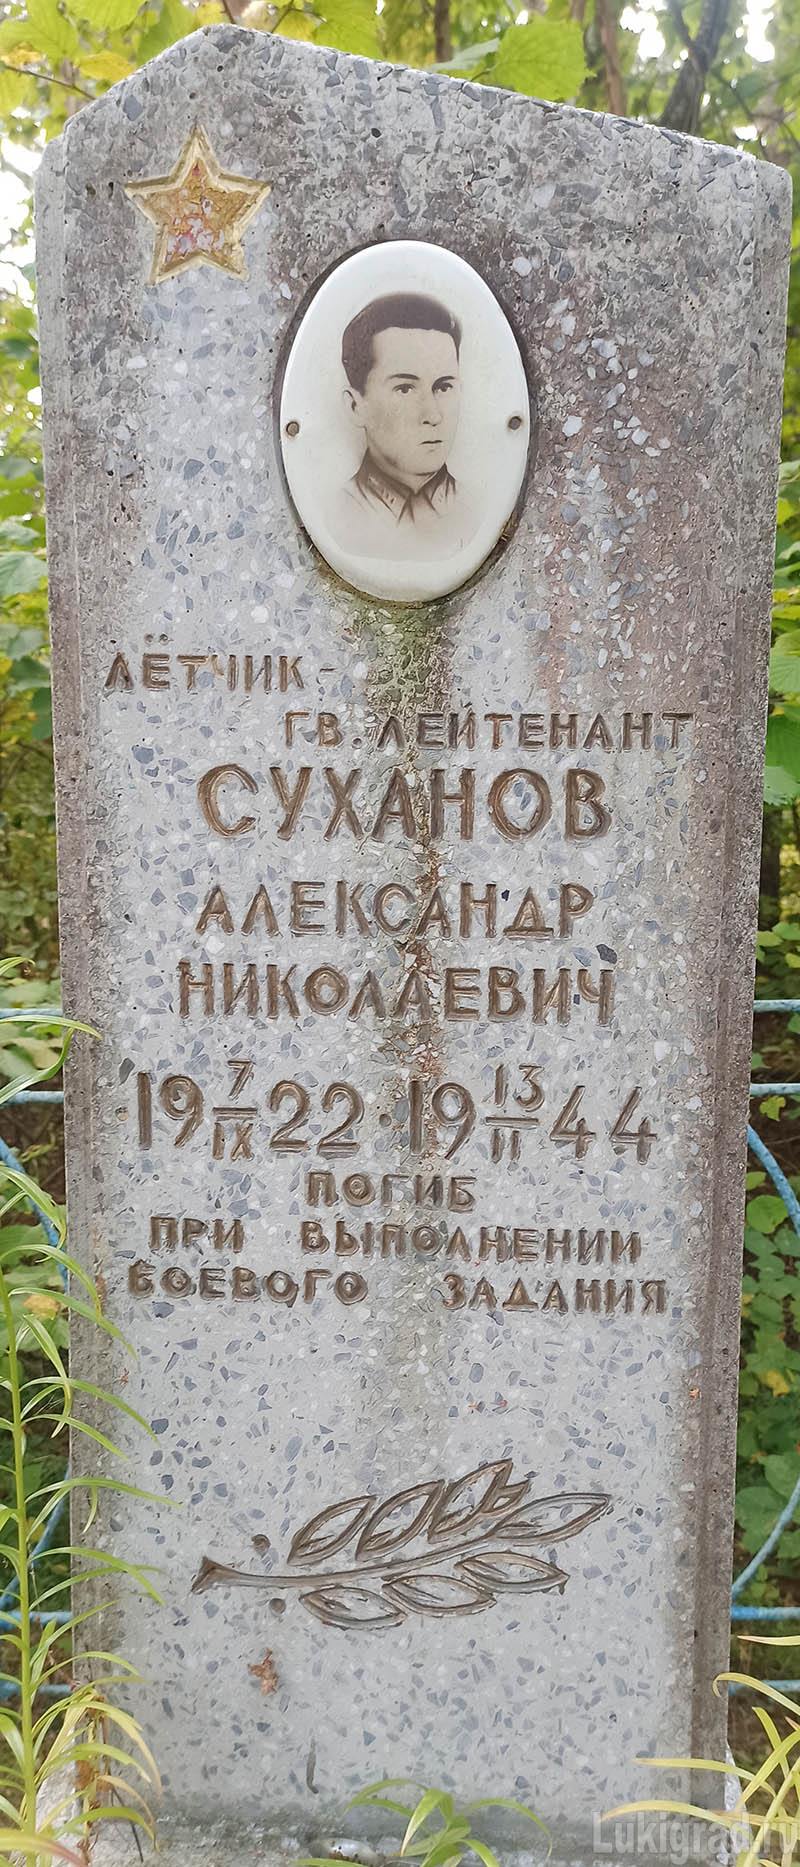 ЛЁТЧИК -
ГВ. ЛЕЙТЕНАНТ
СУХАНОВ
АЛЕКСАНДР
НИКОЛАЕВИЧ
19 7/IX 22 · 19 13/II 44
ПОГИБ
ПРИ ВЫПОЛНЕНИИ
БОЕВОГО ЗАДАНИЯ
Lukigrad.ru